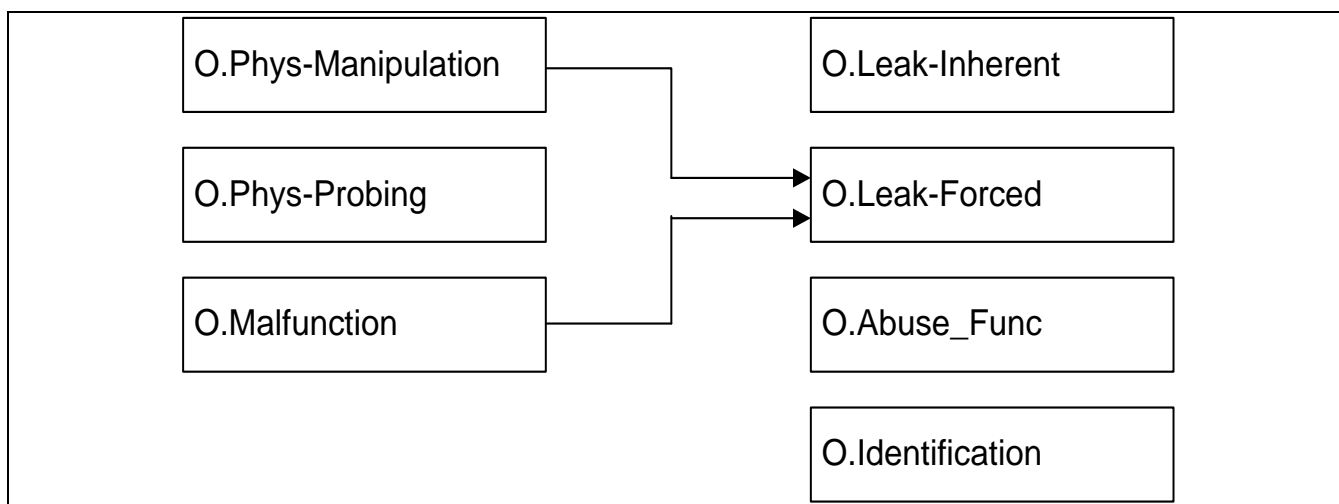 O.Phys-Manipulation
O.Leak-Inherent
O.Phys-Probing
O.Leak-Forced
O.Malfunction
O.Abuse_Func
O.Identification